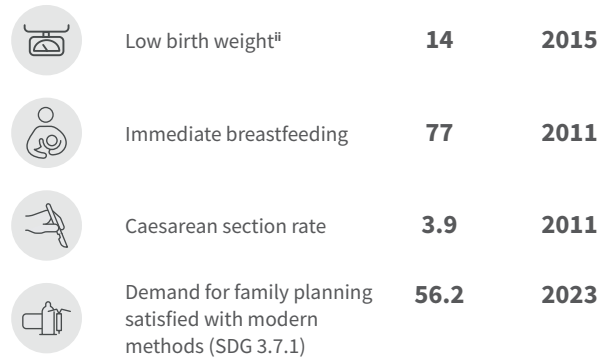 Low birth weightⁱⁱ 14 2015
Immediate breastfeeding 77 2011
Caesarean section rate 3.9 2011
Demand for family planning 56.2 2023
satisfied with modern
methods (SDG 3.7.1)